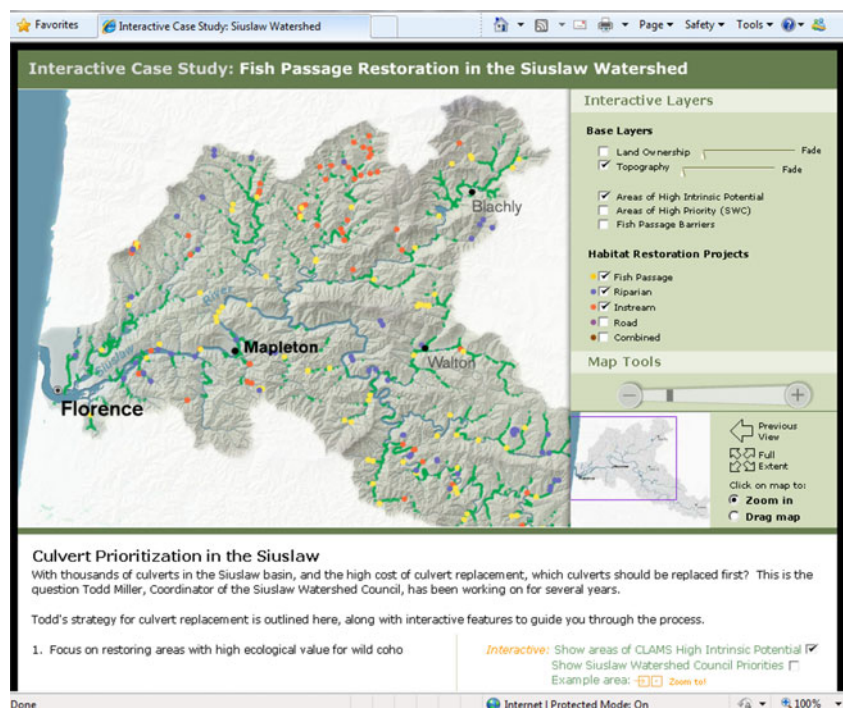 Favorites
Interactive Case Study: Siuslaw Watershed
Page
Safety
Tools
Interactive Case Study: Fish Passage Restoration in the Siuslaw Watershed
Interactive Layers
Base Layers
Land Ownership
Fade
Topography
Fade
Areas of High Intrinsic Potential
Areas of High Priority (SWC)
Fish Passage Barriers
Habitat Restoration Projects
Fish Passage
Riparian
Instream
Road
Combined
Map Tools
Blachly
River
Siuslaw
Mapleton
Walton
Florence
Previous
View
Full
Extent
Click on map to:
Zoom in
Drag map
Culvert Prioritization in the Siuslaw
With thousands of culverts in the Siuslaw basin, and the high cost of culvert replacement, which culverts should be replaced first? This is the
question Todd Miller, Coordinator of the Siuslaw Watershed Council, has been working on for several years.
Todd's strategy for culvert replacement is outlined here, along with interactive features to guide you through the process.
1. Focus on restoring areas with high ecological value for wild coho
Interactive: Show areas of CLAMS High Intrinsic Potential
Show Siuslaw Watershed Council Priorities
Example area: Zoom to!
Done
Internet | Protected Mode: On
100%